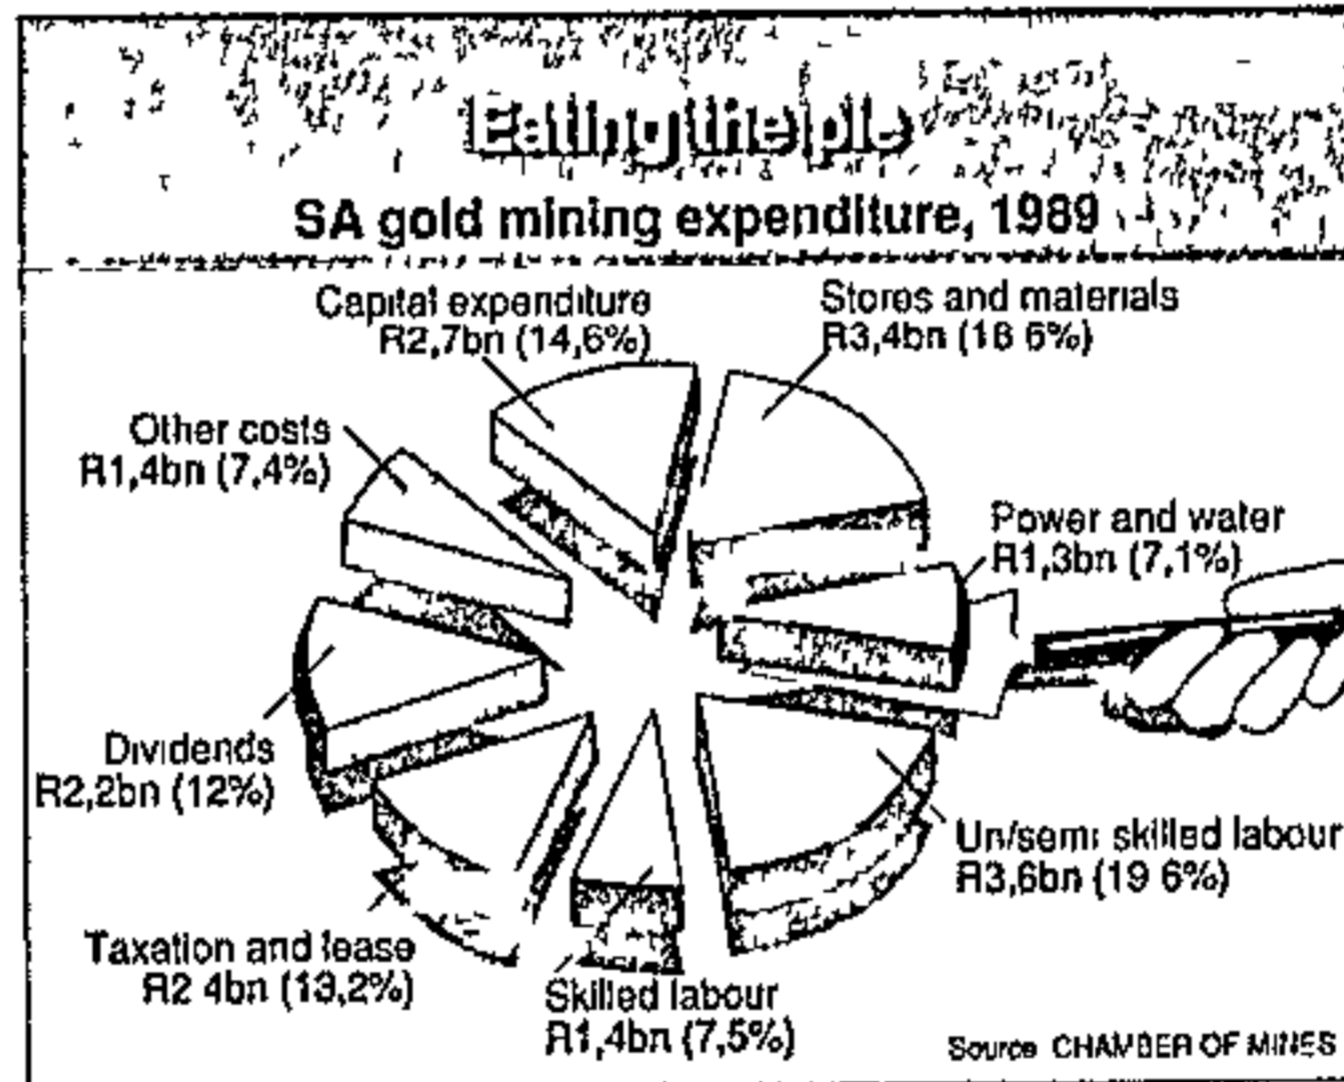 Eating the pie
SA gold mining expenditure, 1989
Capital expenditure
R2,7bn (14,6%)
Stores and materials
R3,4bn (18 6%)
Other costs
R1,4bn (7,4%)
Power and water
R1,3bn (7,1%)
Dividends
R2,2bn (12%)
Un/semi skilled labour
R3,6bn (19 6%)
Taxation and lease
R2 4bn (13,2%)
Skilled labour
R1,4bn (7,5%)
Source CHAMBER OF MINES